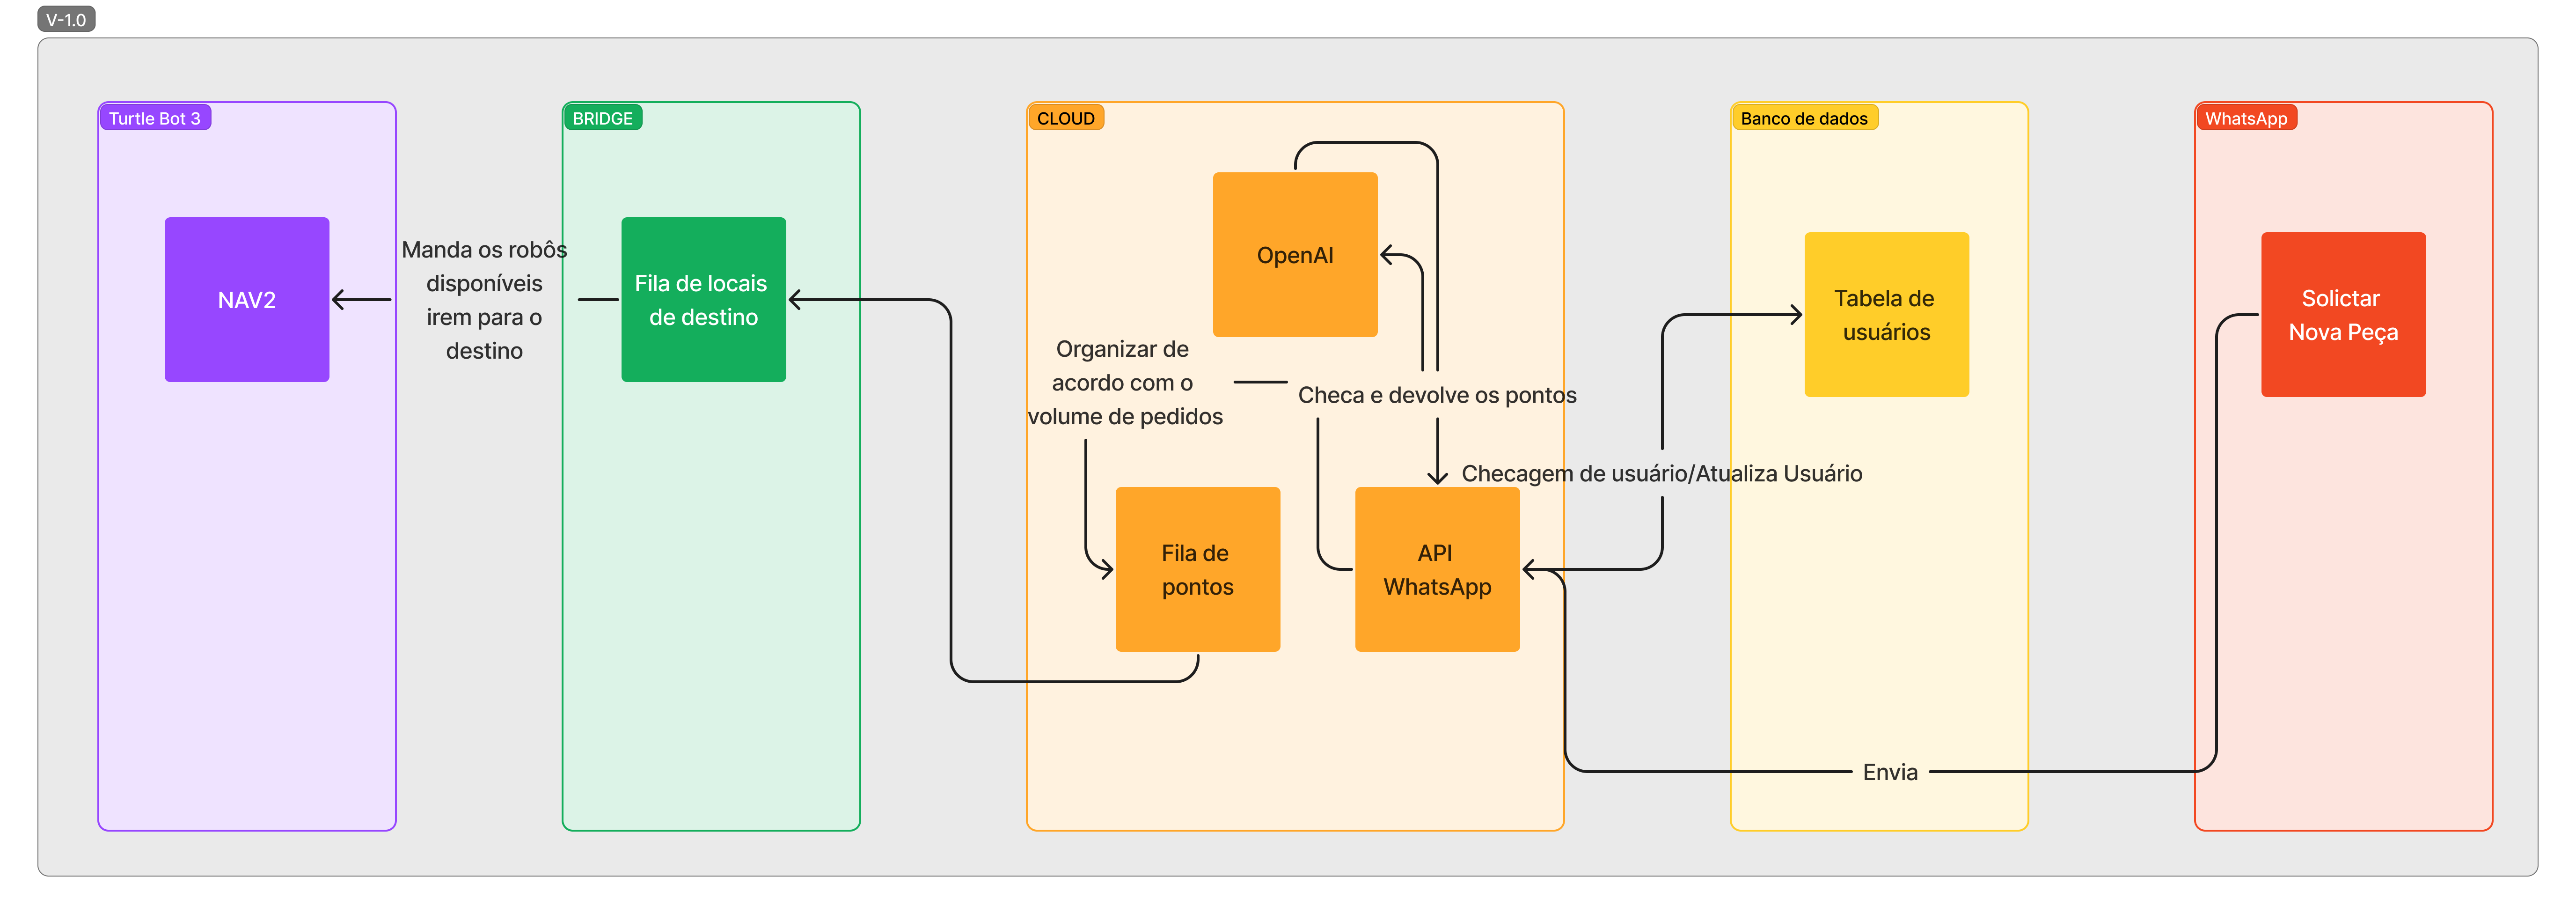 V-1.0
Turtle Bot 3
NAV2
Manda os robôs
disponíveis
irem para o
destino
BRIDGE
Fila de locais
de destino
CLOUD
OpenAI
Organizar de
acordo com o
volume de pedidos
Checa e devolve os pontos
Fila de
pontos
API
WhatsApp
Checagem de usuário/Atualiza Usuário
Banco de dados
Tabela de
usuários
Envia
WhatsApp
Solictar
Nova Peça